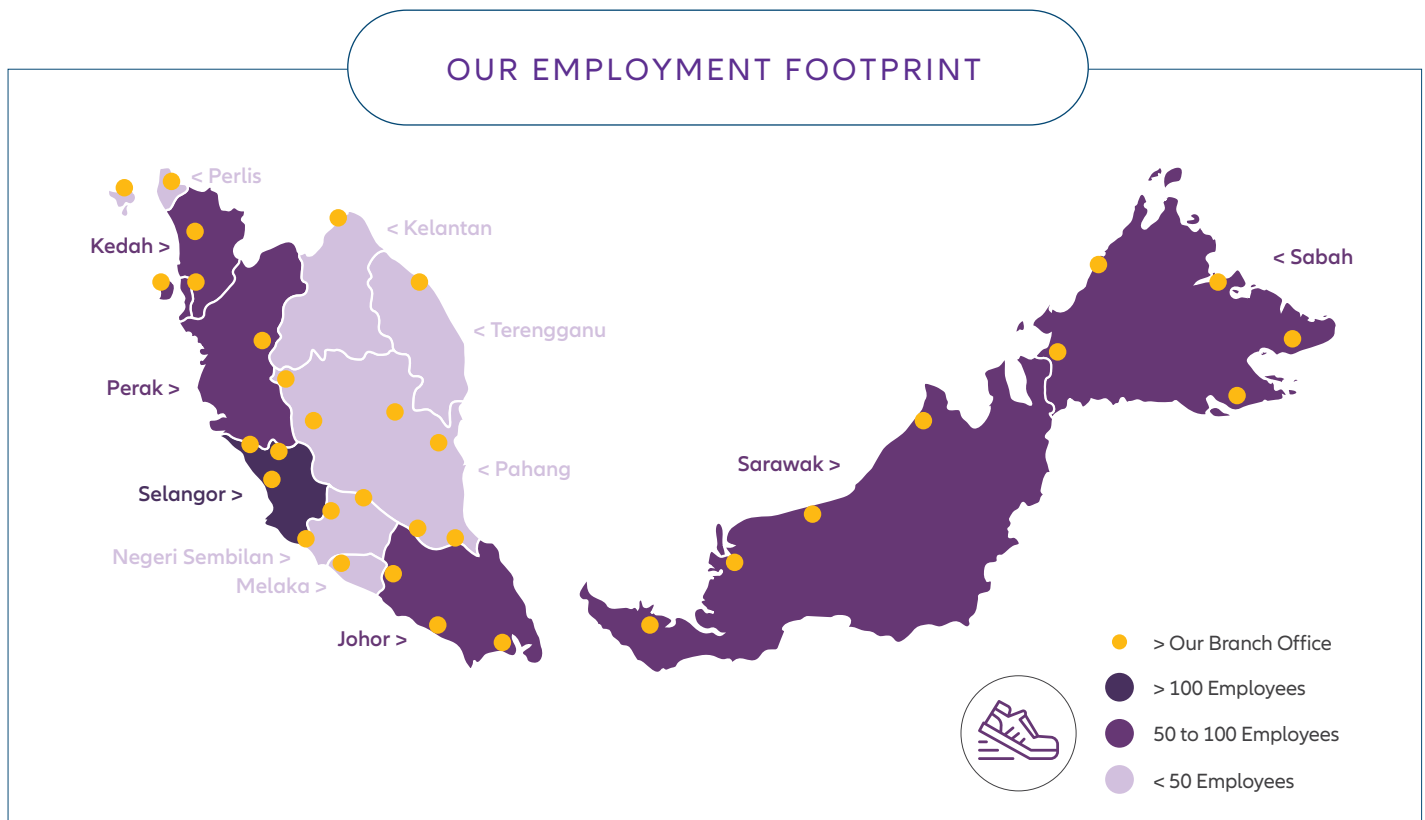 OUR EMPLOYMENT FOOTPRINT
< Perlis
< Kelantan
Kedah >
< Sabah
< Terengganu
Perak >
Sarawak >
< Pahang
Selangor >
Negeri Sembilan >
Melaka >
Johor >
> Our Branch Office
> 100 Employees
50 to 100 Employees
< 50 Employees